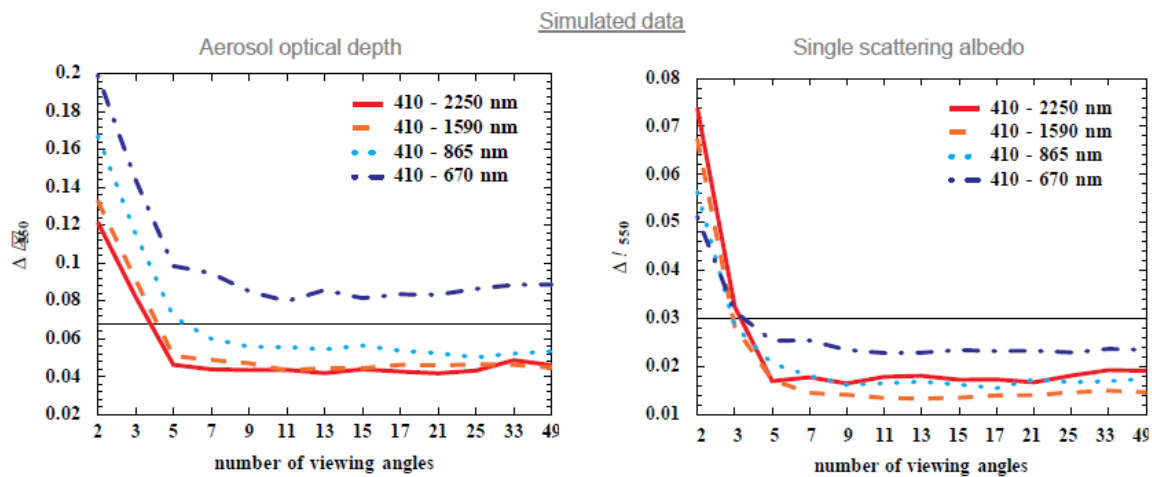 Simulated data
Aerosol optical depth
0.2
0.18
0.16
0.14
0.12
0.1
0.08
0.06
0.04
0.02
Δ
550
410 - 2250 nm
410 - 1590 nm
410 - 865 nm
410 - 670 nm
2 3 5 7 9 11 13 15 17 21 25 33 49
number of viewing angles
Single scattering albedo
0.08
0.07
0.06
0.05
0.04
0.03
0.02
0.01
Δ ! 550
410 - 2250 nm
410 - 1590 nm
410 - 865 nm
410 - 670 nm
2 3 5 7 9 11 13 15 17 21 25 33 49
number of viewing angles